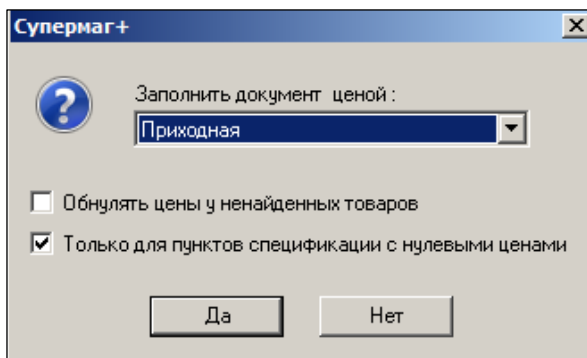 Супермаг+
Заполнить документ ценой :
Приходная
Обнулять цены у ненайденных товаров
Только для пунктов спецификации с нулевыми ценами
Да
Нет